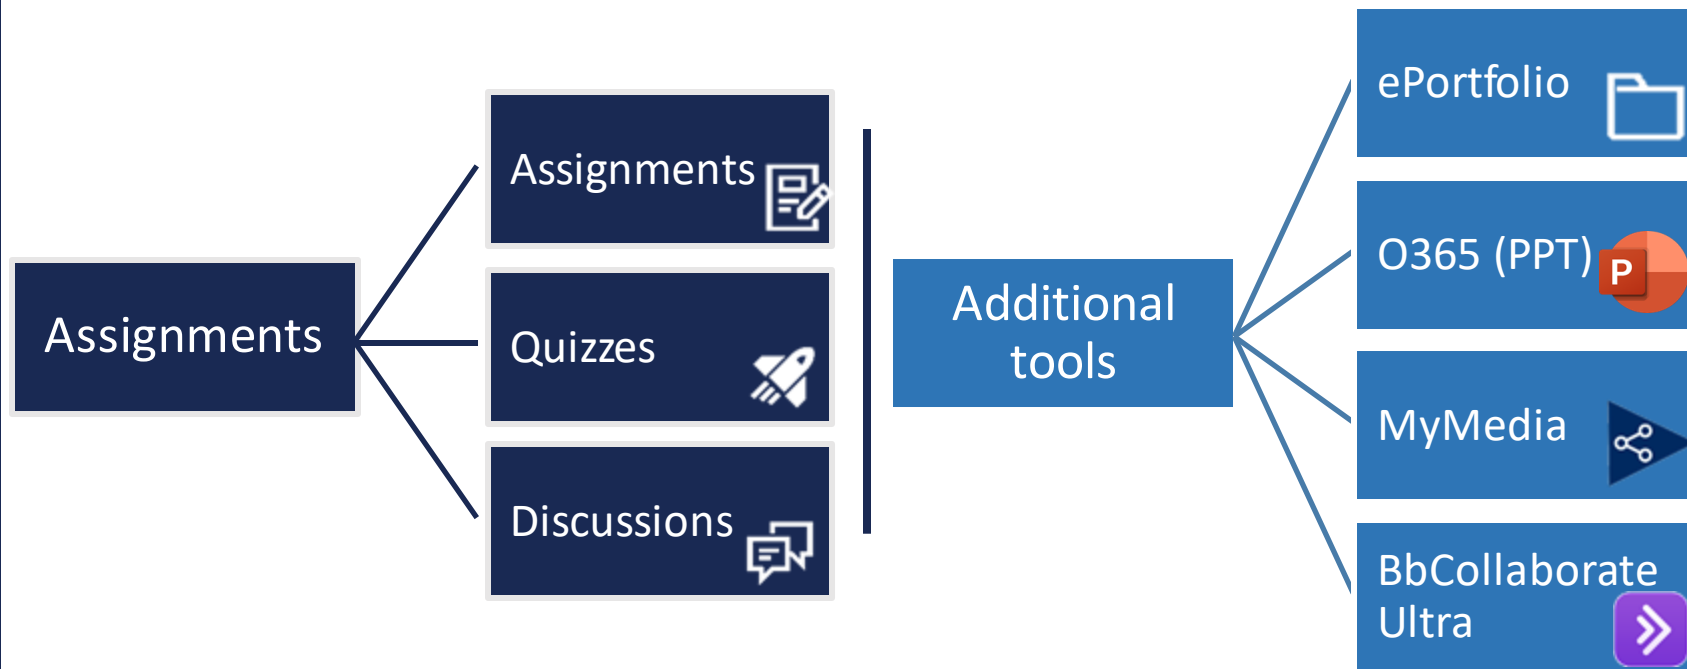 Assignments
Assignments
Quizzes
Discussions
Additional
tools
ePortfolio
O365 (PPT)
P
MyMedia
BbCollaborate
Ultra